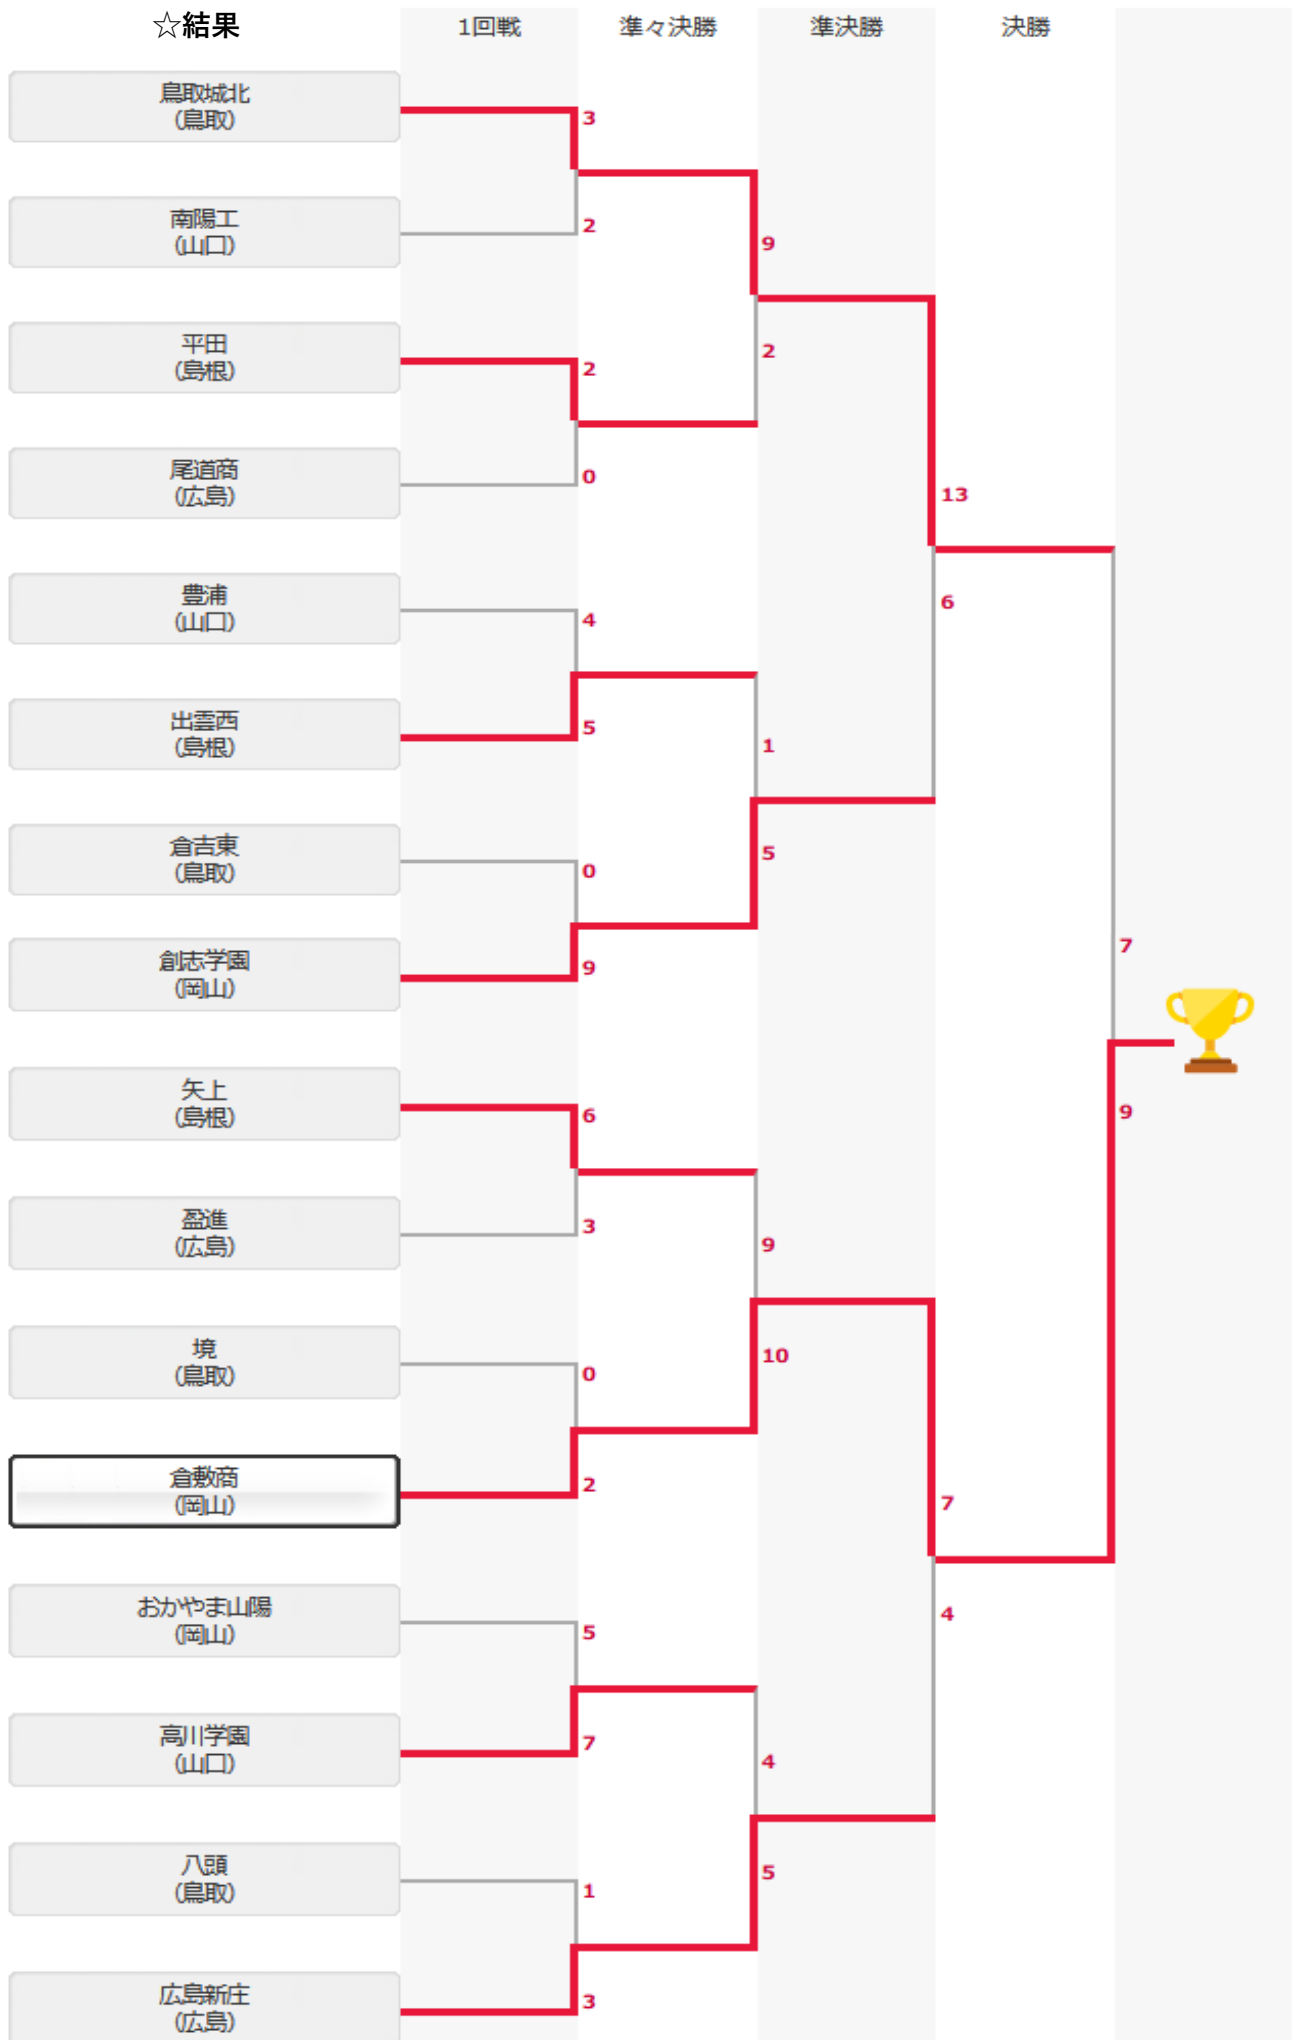 ☆結果
1回戦
準々決勝
準決勝
決勝
鳥取城北
(鳥取)
3
南陽工
(山口)
2
9
平田
(島根)
2
2
尾道商
(広島)
0
13
豊浦
(山口)
4
6
出雲西
(島根)
5
1
倉吉東
(鳥取)
0
5
創志学園
(岡山)
9
7
矢上
(島根)
6
9
盈進
(広島)
3
9
境
(鳥取)
0
10
倉敷商
(岡山)
2
7
おかやま山陽
(岡山)
5
4
高川学園
(山口)
7
4
八頭
(鳥取)
1
5
広島新庄
(広島)
3